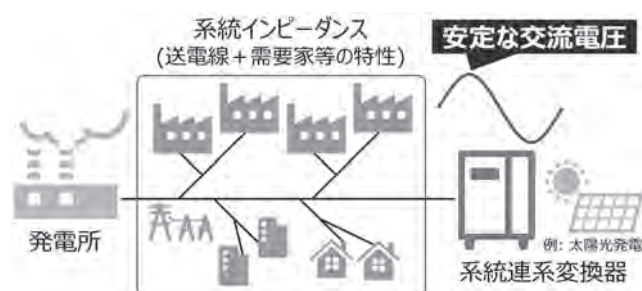 系統インピーダンス
(送電線+需要家等の特性)
安定な交流電圧
発電所
例: 太陽光発電
系統連系変換器